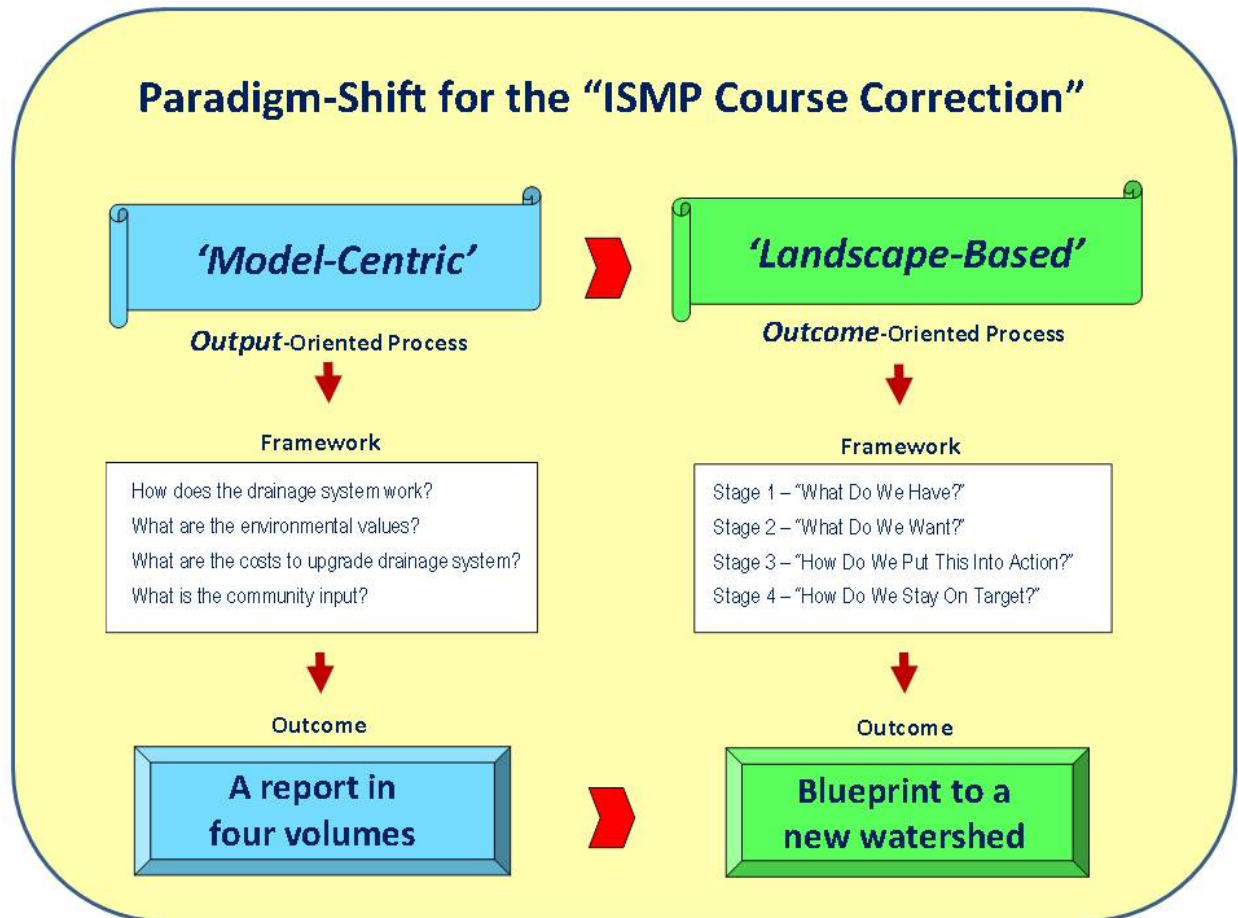 Paradigm-Shift for the “ISMP Course Correction”
‘Model-Centric’
Output-Oriented Process
Framework
How does the drainage system work?
What are the environmental values?
What are the costs to upgrade drainage system?
What is the community input?
Outcome
A report in
four volumes
‘Landscape-Based’
Outcome-Oriented Process
Framework
Stage 1 – “What Do We Have?”
Stage 2 – “What Do We Want?”
Stage 3 – “How Do We Put This Into Action?”
Stage 4 – “How Do We Stay On Target?”
Outcome
Blueprint to a
new watershed